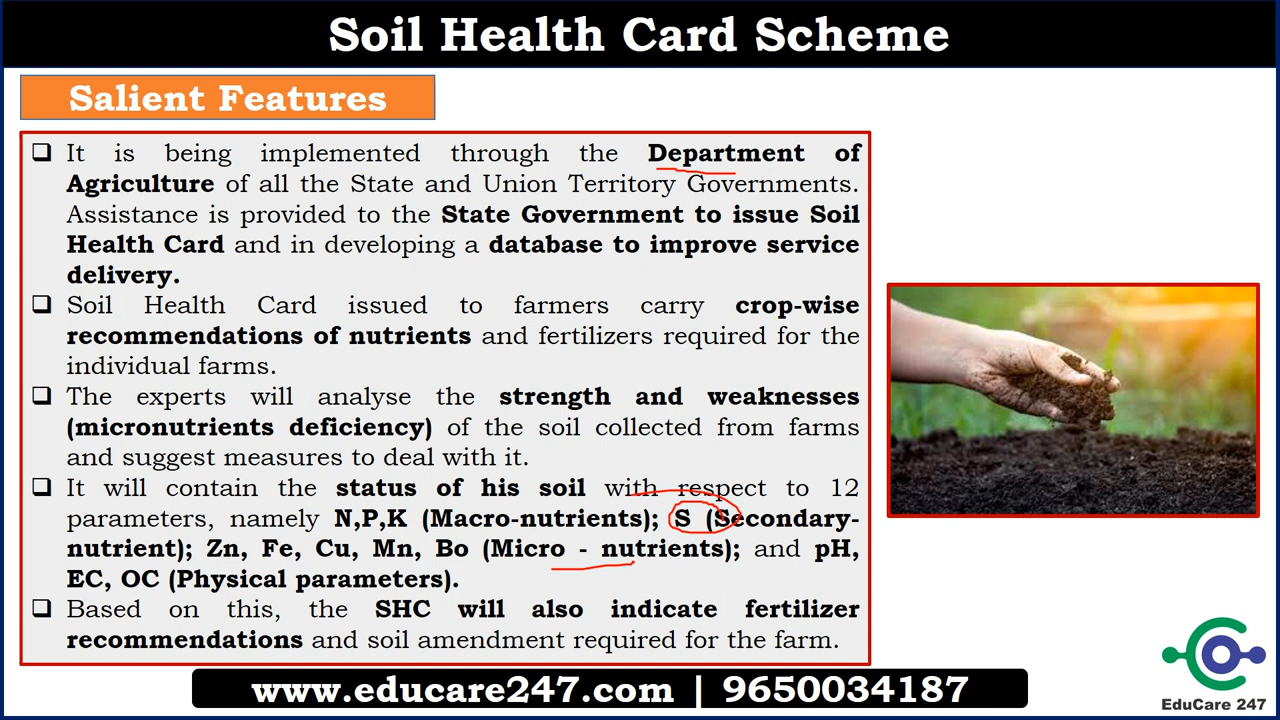 Soil Health Card Scheme
Salient Features
❑ It is being implemented through the Department of
Agriculture of all the State and Union Territory Governments.
Assistance is provided to the State Government to issue Soil
Health Card and in developing a database to improve service
delivery.
❑ Soil Health Card issued to farmers carry crop-wise
recommendations of nutrients and fertilizers required for the
individual farms.
❑ The experts will analyse the strength and weaknesses
(micronutrients deficiency) of the soil collected from farms
and suggest measures to deal with it.
❑ It will contain the status of his soil with respect to 12
parameters, namely N,P,K (Macro-nutrients); S (Secondary-
nutrient); Zn, Fe, Cu, Mn, Bo (Micro - nutrients); and pH,
EC, OC (Physical parameters).
❑ Based on this, the SHC will also indicate fertilizer
recommendations and soil amendment required for the farm.
www.educare247.com | 9650034187
EduCare 247